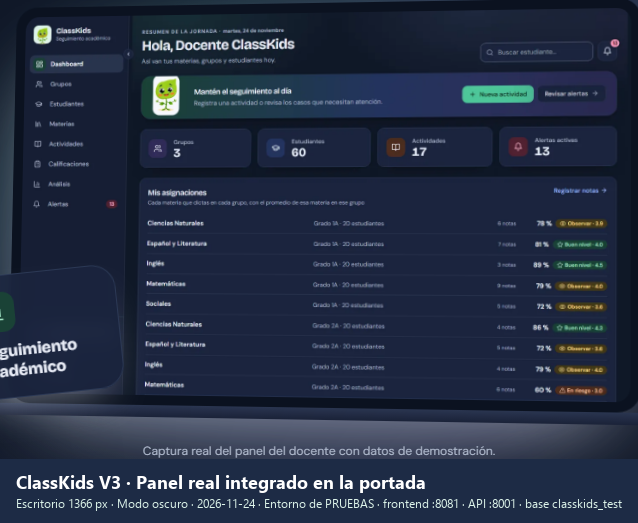 ClassKids
Seguimiento académico
RESUMEN DE LA JORNADA · martes, 24 de noviembre
Hola, Docente ClassKids
Así van tus materias, grupos y estudiantes hoy.
Buscar estudiante...
13
Dashboard
Grupos
Estudiantes
Materias
Actividades
Calificaciones
Análisis
Alertas
13
Mantén el seguimiento al día
Registra una actividad o revisa los casos que necesitan atención.
+ Nueva actividad
Revisar alertas →
Grupos
3
Estudiantes
60
Actividades
17
Alertas activas
13
Mis asignaciones
Cada materia que dictas en cada grupo, con el promedio de esa materia en ese grupo
Registrar notas →
Ciencias Naturales Grado 1A · 20 estudiantes 6 notas 78 % Observar · 3.9
Español y Literatura Grado 1A · 20 estudiantes 7 notas 81 % Buen nivel · 4.0
Inglés Grado 1A · 20 estudiantes 89 % Buen nivel · 4.5
Matemáticas Grado 1A · 20 estudiantes 79 % Observar · 4.0
Sociales Grado 1A · 20 estudiantes 72 % Observar · 3.6
Ciencias Naturales Grado 2A · 20 estudiantes 4 notas 86 % Buen nivel · 4.3
Español y Literatura Grado 2A · 20 estudiantes 72 % Observar · 3.6
Inglés Grado 2A · 20 estudiantes 4 notas 79 % Observar · 4.0
Matemáticas Grado 2A · 20 estudiantes 60 % En riesgo · 3.0
guimiento
adémico
Captura real del panel del docente con datos de demostración.
ClassKids V3 · Panel real integrado en la portada
Escritorio 1366 px · Modo oscuro · 2026-11-24 · Entorno de PRUEBAS · frontend :8081 · API :8001 · base classkids_test